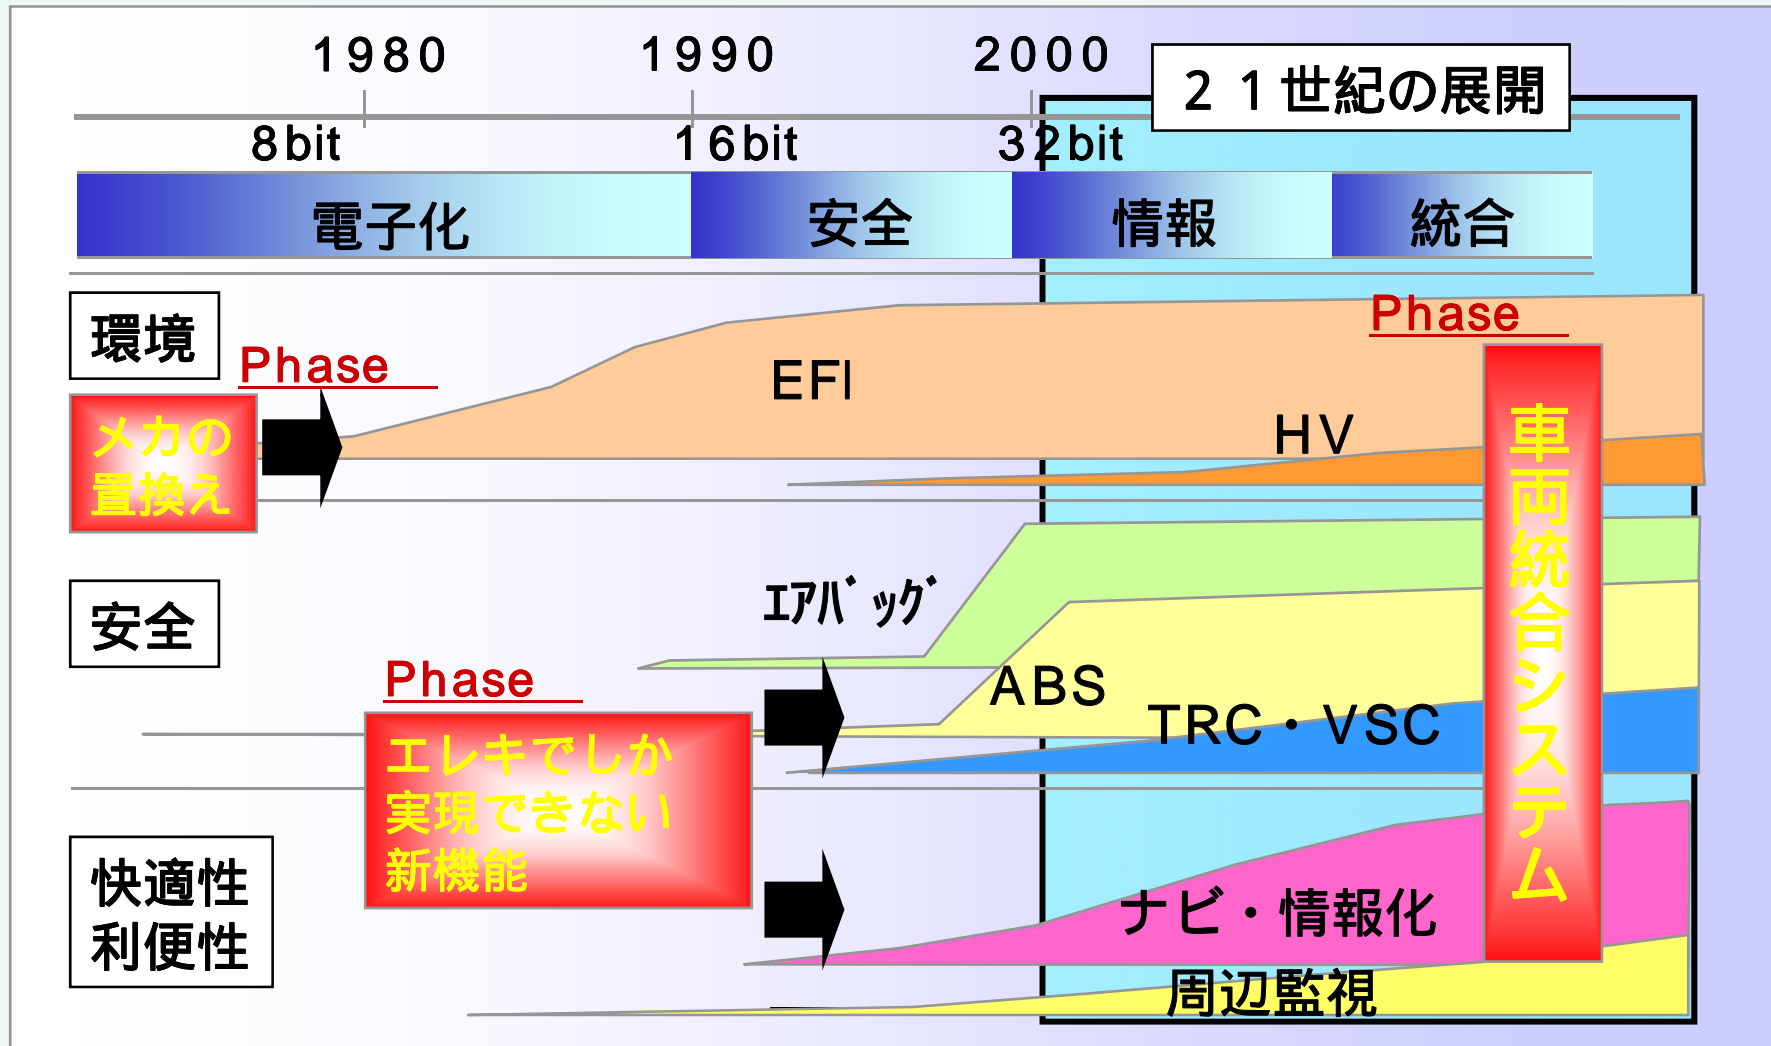 1980
1990
2000
21世紀の展開
8bit
16bit
32bit
電子化
安全
情報
統合
環境
Phase
Phase
メカの
置換え
EFI
HV
車両統合システム
安全
エアバッグ
Phase
ABS
TRC・VSC
エレキでしか
実現できない
新機能
快適性
利便性
ナビ・情報化
周辺監視